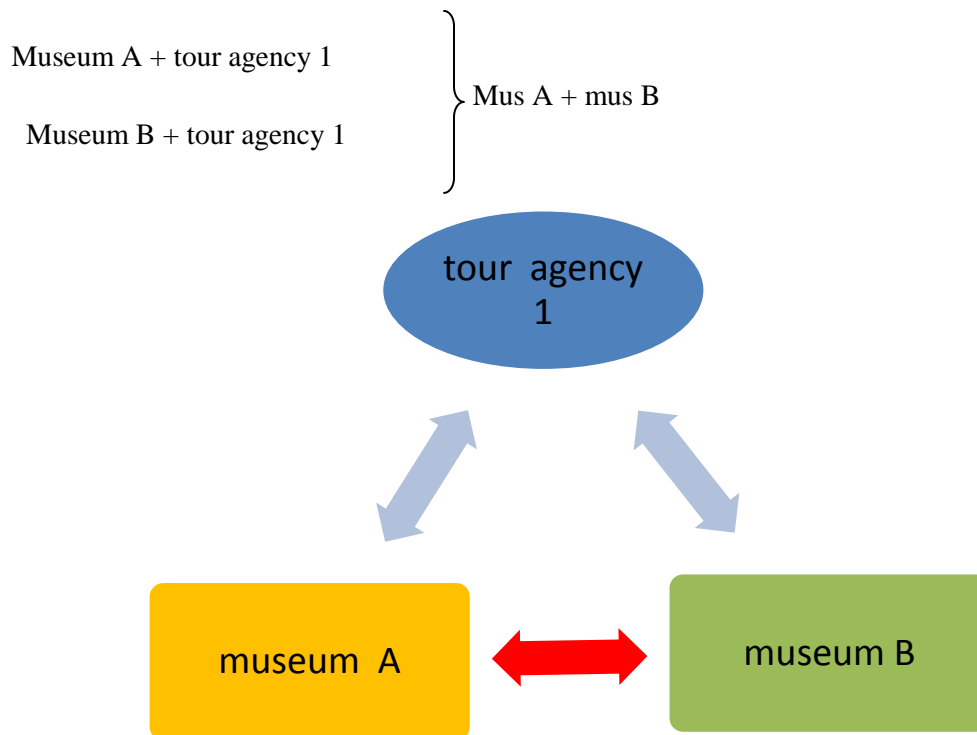 Museum A + tour agency 1
Mus A + mus B
Museum B + tour agency 1
tour agency
1
museum A
museum B